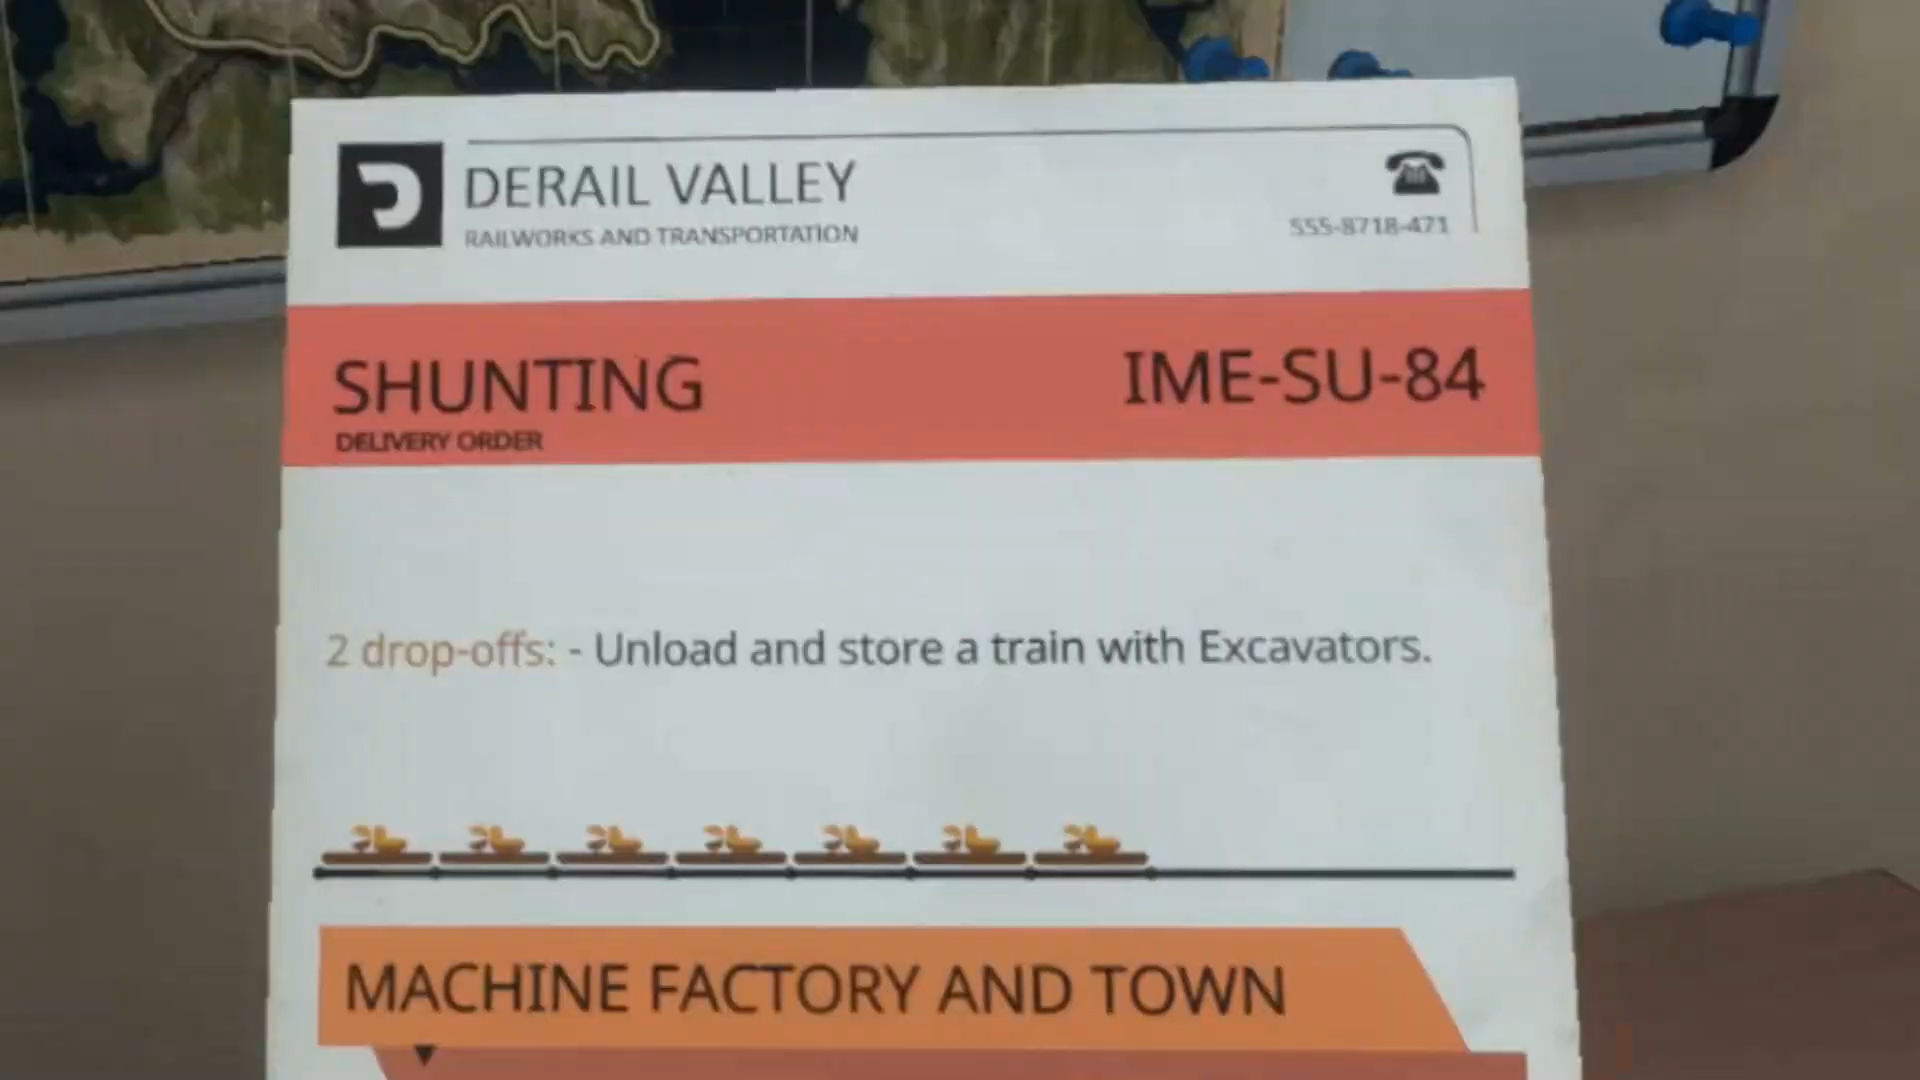 DERAIL VALLEY
RAILWORKS AND TRANSPORTATION
555-8718-471
SHUNTING
IME-SU-84
DELIVERY ORDER
2 drop-offs: - Unload and store a train with Excavators.
MACHINE FACTORY AND TOWN